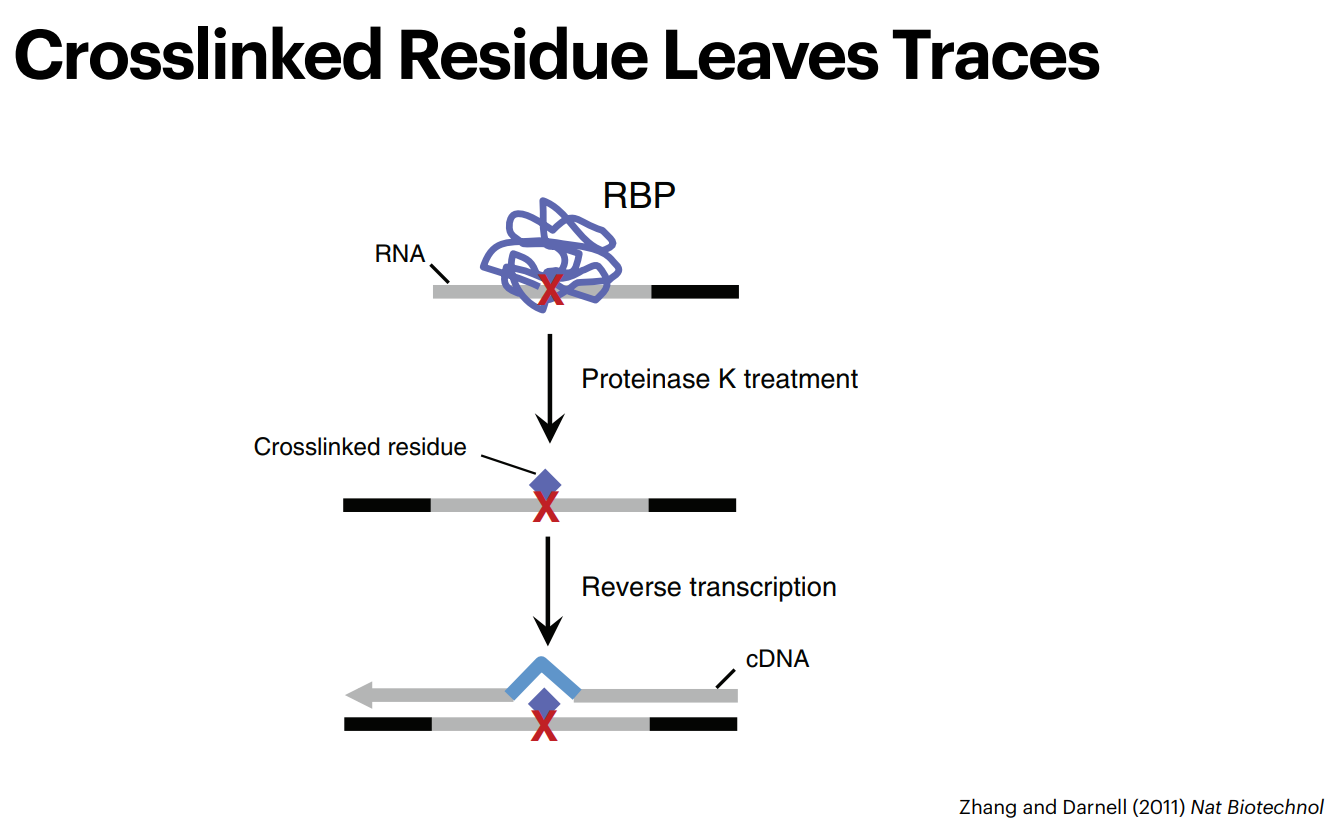 Crosslinked Residue Leaves Traces
RBP
RNA
X
Proteinase K treatment
Crosslinked residue
X
Reverse transcription
cDNA
X
Zhang and Darnell (2011) Nat Biotechnol